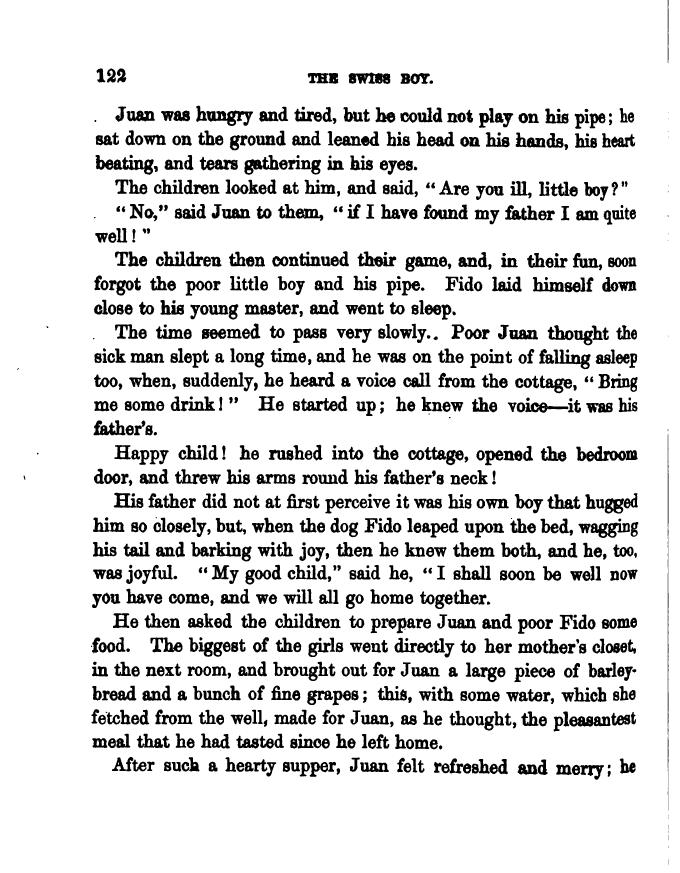 122 THE SWISS BOY.
Juan was hungry and tired, but he could not play on his pipe; he
sat down on the ground and leaned his head on his hands, his heart
beating, and tears gathering in his eyes.
The children looked at him, and said, “Are you ill, little boy?”
“No,” said Juan to them, “if I have found my father I am quite
well!”
The children then continued their game, and, in their fun, soon
forgot the poor little boy and his pipe. Fido laid himself down
close to his young master, and went to sleep.
The time seemed to pass very slowly.. Poor Juan thought the
sick man slept a long time, and he was on the point of falling asleep
too, when, suddenly, he heard a voice call from the cottage, “Bring
me some drink!” He started up; he knew the voice—it was his
father's.
Happy child! he rushed into the cottage, opened the bedroom
door, and threw his arms round his father's neck!
His father did not at first perceive it was his own boy that hugged
him so closely, but, when the dog Fido leaped upon the bed, wagging
his tail and barking with joy, then he knew them both, and he, too,
was joyful. “My good child,” said he, “I shall soon be well now
you have come, and we will all go home together.
He then asked the children to prepare Juan and poor Fido some
food. The biggest of the girls went directly to her mother's closet,
in the next room, and brought out for Juan a large piece of barley-
bread and a bunch of fine grapes; this, with some water, which she
fetched from the well, made for Juan, as he thought, the pleasantest
meal that he had tasted since he left home.
After such a hearty supper, Juan felt refreshed and merry; he